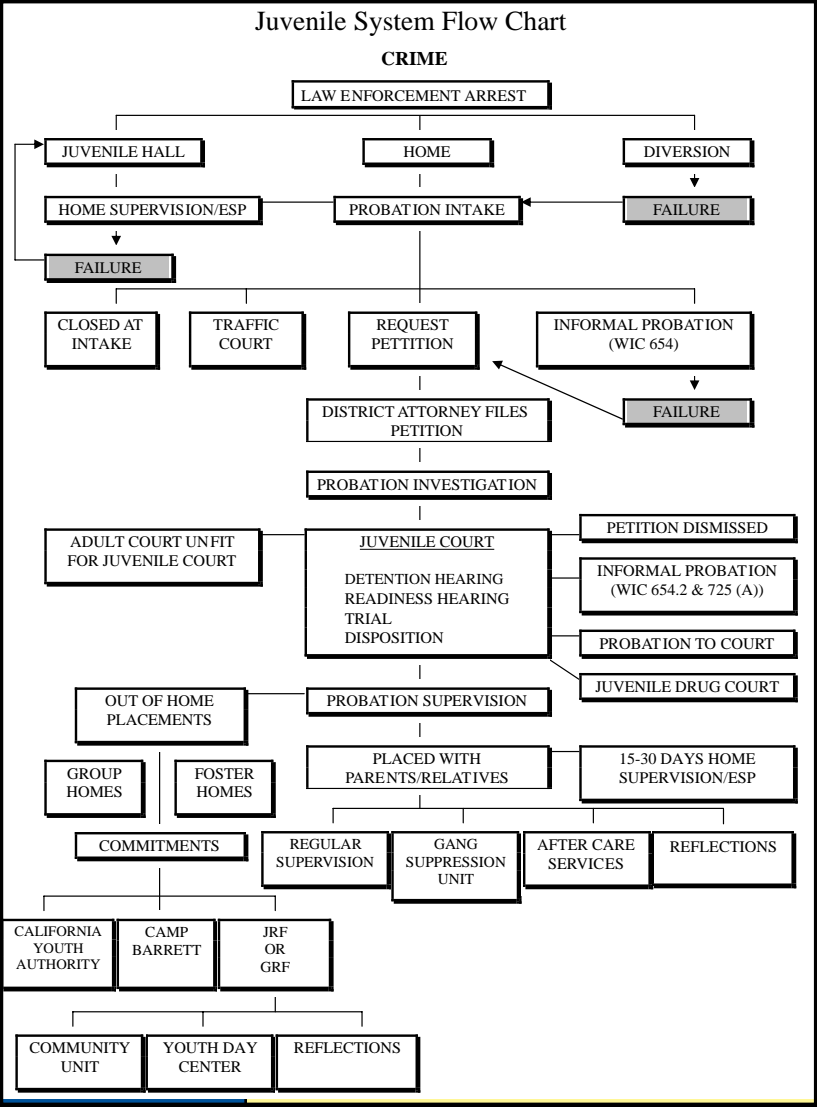 Juvenile System Flow Chart
CRIME
LAW ENFORCEMENT ARREST
JUVENILE HALL
HOME
DIVERSION
HOME SUPERVISION/ESP
PROBATION INTAKE
FAILURE
FAILURE
CLOSED AT
INTAKE
TRAFFIC
COURT
REQUEST
PETTITION
INFORMAL PROBATION
(WIC 654)
DISTRICT ATTORNEY FILES
PETITION
FAILURE
PROBATION INVESTIGATION
ADULT COURT UNFIT
FOR JUVENILE COURT
JUVENILE COURT
DETENTION HEARING
READINESS HEARING
TRIAL
DISPOSITION
PETITION DISMISSED
INFORMAL PROBATION
(WIC 654.2 & 725 (A))
PROBATION TO COURT
JUVENILE DRUG COURT
OUT OF HOME
PLACEMENTS
PROBATION SUPERVISION
GROUP
HOMES
FOSTER
HOMES
PLACED WITH
PARENTS/RELATIVES
15-30 DAYS HOME
SUPERVISION/ESP
COMMITMENTS
REGULAR
SUPERVISION
GANG
SUPPRESSION
UNIT
AFTER CARE
SERVICES
REFLECTIONS
CALIFORNIA
YOUTH
AUTHORITY
CAMP
BARRETT
JRF
OR
GRF
COMMUNITY
UNIT
YOUTH DAY
CENTER
REFLECTIONS